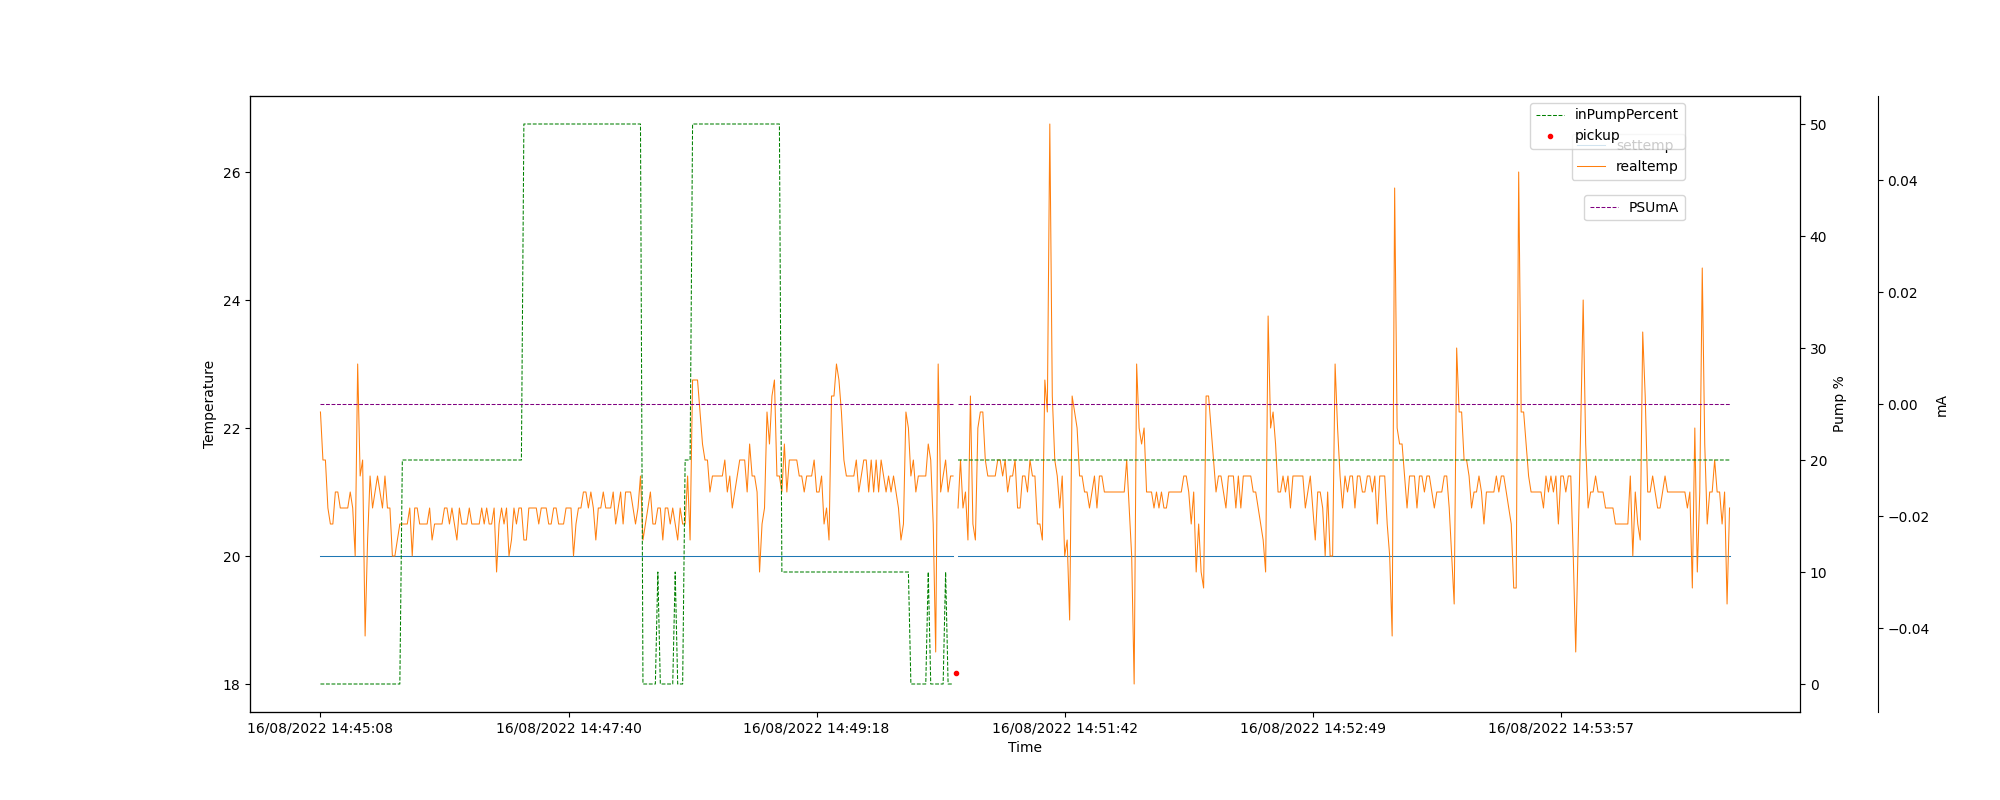 inPumpPercent
pickup
settemp
realtemp
PSUmA
26
24
22
20
18
Temperature
50
40
30
20
10
0
Pump %
0.04
0.02
0.00
−0.02
−0.04
mA
16/08/2022 14:45:08
16/08/2022 14:47:40
16/08/2022 14:49:18
16/08/2022 14:51:42
16/08/2022 14:52:49
16/08/2022 14:53:57
Time